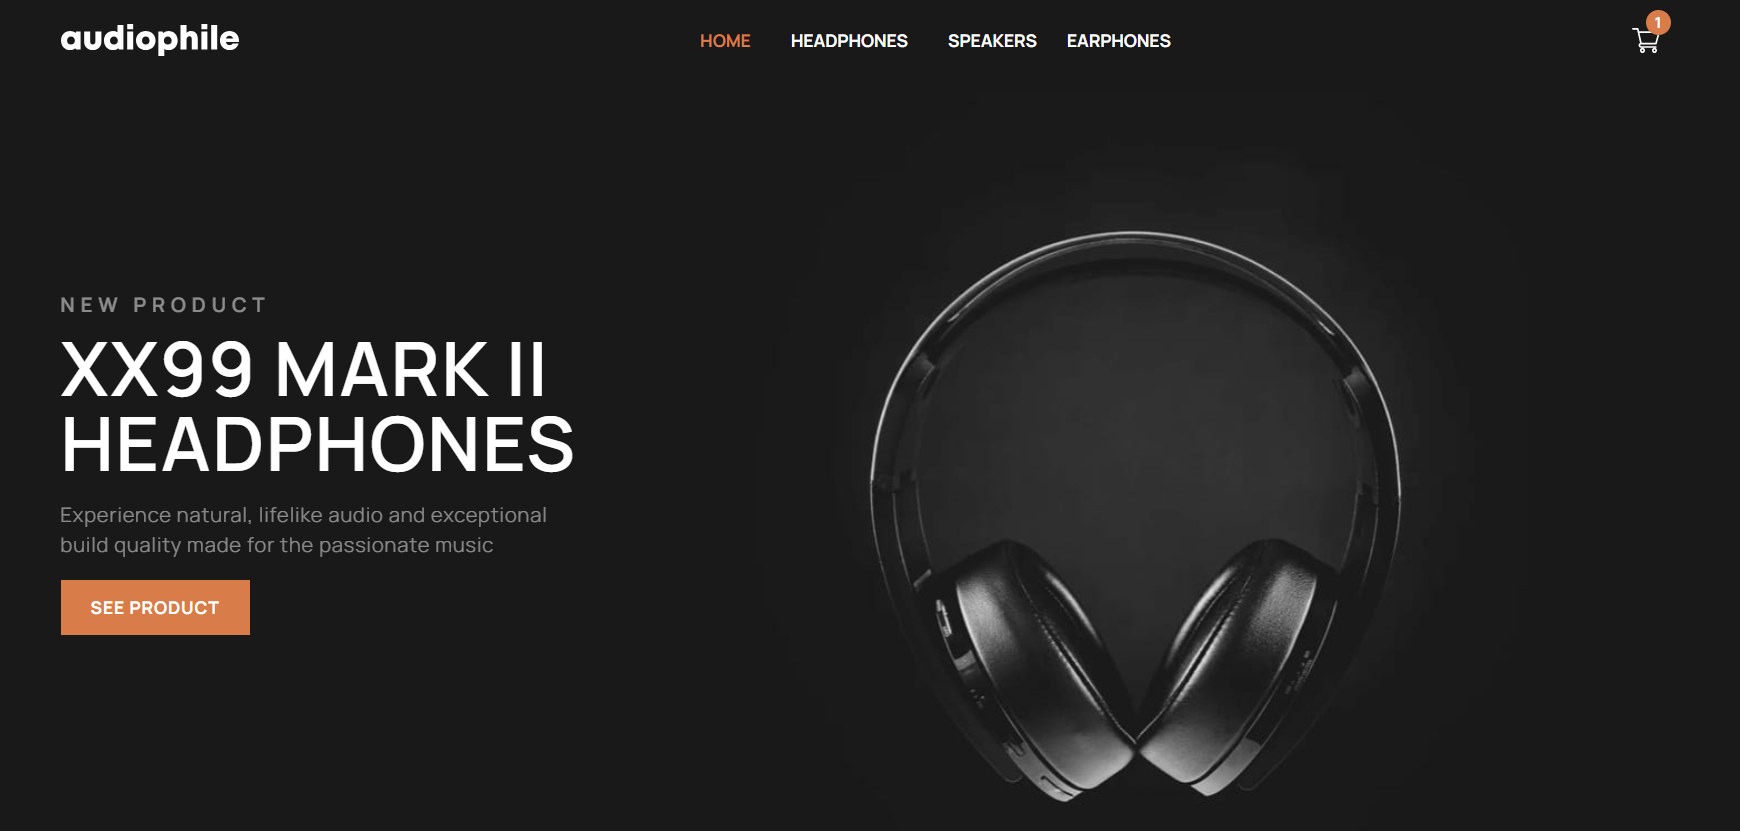 audiophile
HOME HEADPHONES SPEAKERS EARPHONES
1
NEW PRODUCT
XX99 MARK II
HEADPHONES
Experience natural, lifelike audio and exceptional
build quality made for the passionate music
SEE PRODUCT